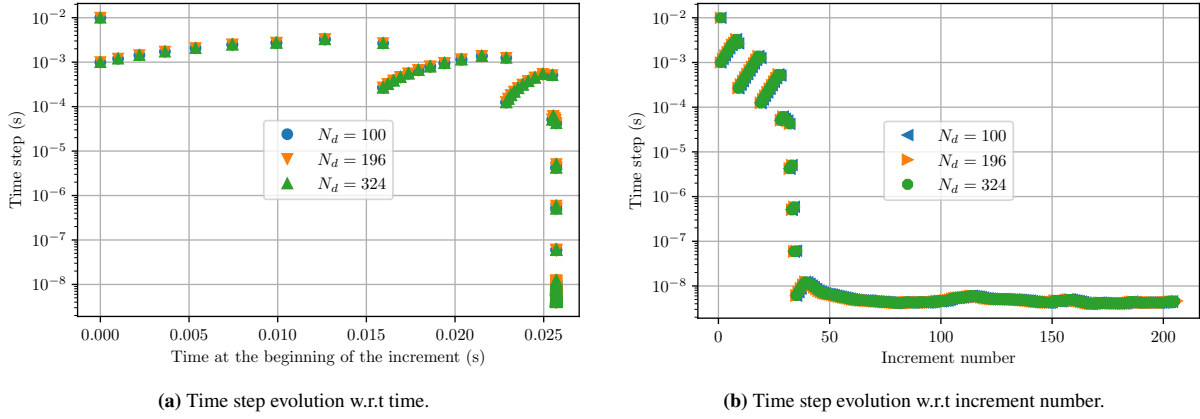 10⁻²
10⁻³
10⁻⁴
10⁻⁵
10⁻⁶
10⁻⁷
10⁻⁸
Time step (s)
N_d = 100
N_d = 196
N_d = 324
0.000 0.005 0.010 0.015 0.020 0.025
Time at the beginning of the increment (s)
(a) Time step evolution w.r.t time.
10⁻²
10⁻³
10⁻⁴
10⁻⁵
10⁻⁶
10⁻⁷
10⁻⁸
Time step (s)
N_d = 100
N_d = 196
N_d = 324
0 50 100 150 200
Increment number
(b) Time step evolution w.r.t increment number.